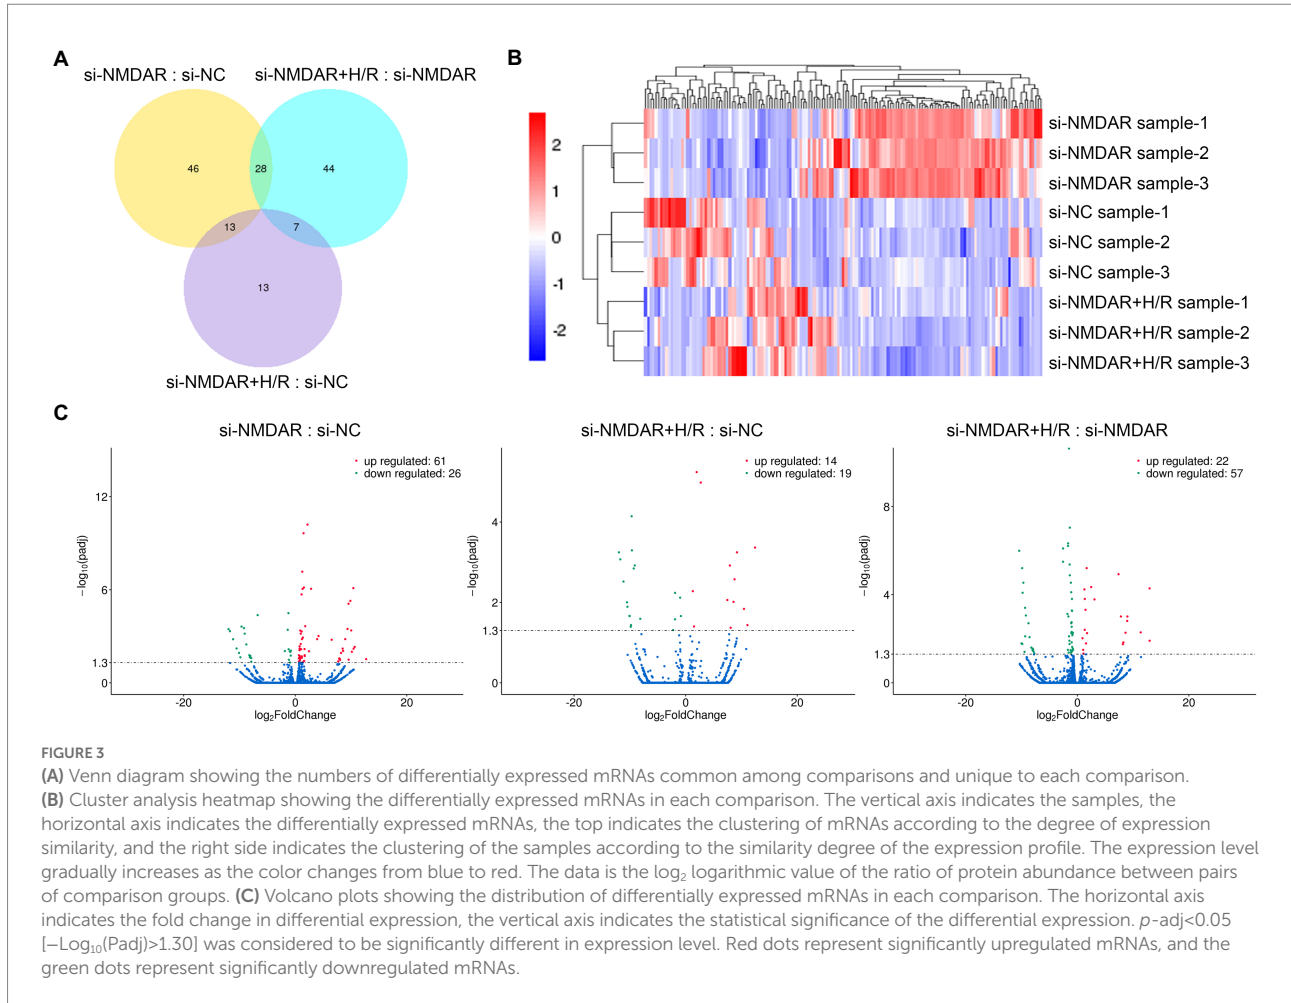 A
si-NMDAR : si-NC
si-NMDAR+H/R : si-NMDAR
46
28
44
13
7
13
si-NMDAR+H/R : si-NC
B
2
1
0
-1
-2
si-NMDAR sample-1
si-NMDAR sample-2
si-NMDAR sample-3
si-NC sample-1
si-NC sample-2
si-NC sample-3
si-NMDAR+H/R sample-1
si-NMDAR+H/R sample-2
si-NMDAR+H/R sample-3
C
si-NMDAR : si-NC
up regulated: 61
down regulated: 26
12
6
1.3
0
−log₁₀(padj)
-20
0
20
log₂FoldChange
si-NMDAR+H/R : si-NC
up regulated: 14
down regulated: 19
4
2
1.3
0
−log₁₀(padj)
-20
0
20
log₂FoldChange
si-NMDAR+H/R : si-NMDAR
up regulated: 22
down regulated: 57
8
4
1.3
0
−log₁₀(padj)
-20
0
20
log₂FoldChange
FIGURE 3
(A) Venn diagram showing the numbers of differentially expressed mRNAs common among comparisons and unique to each comparison.
(B) Cluster analysis heatmap showing the differentially expressed mRNAs in each comparison. The vertical axis indicates the samples, the
horizontal axis indicates the differentially expressed mRNAs, the top indicates the clustering of mRNAs according to the degree of expression
similarity, and the right side indicates the clustering of the samples according to the similarity degree of the expression profile. The expression level
gradually increases as the color changes from blue to red. The data is the log₂ logarithmic value of the ratio of protein abundance between pairs
of comparison groups. (C) Volcano plots showing the distribution of differentially expressed mRNAs in each comparison. The horizontal axis
indicates the fold change in differential expression, the vertical axis indicates the statistical significance of the differential expression. p-adj<0.05
[−Log₁₀(Padj)>1.30] was considered to be significantly different in expression level. Red dots represent significantly upregulated mRNAs, and the
green dots represent significantly downregulated mRNAs.